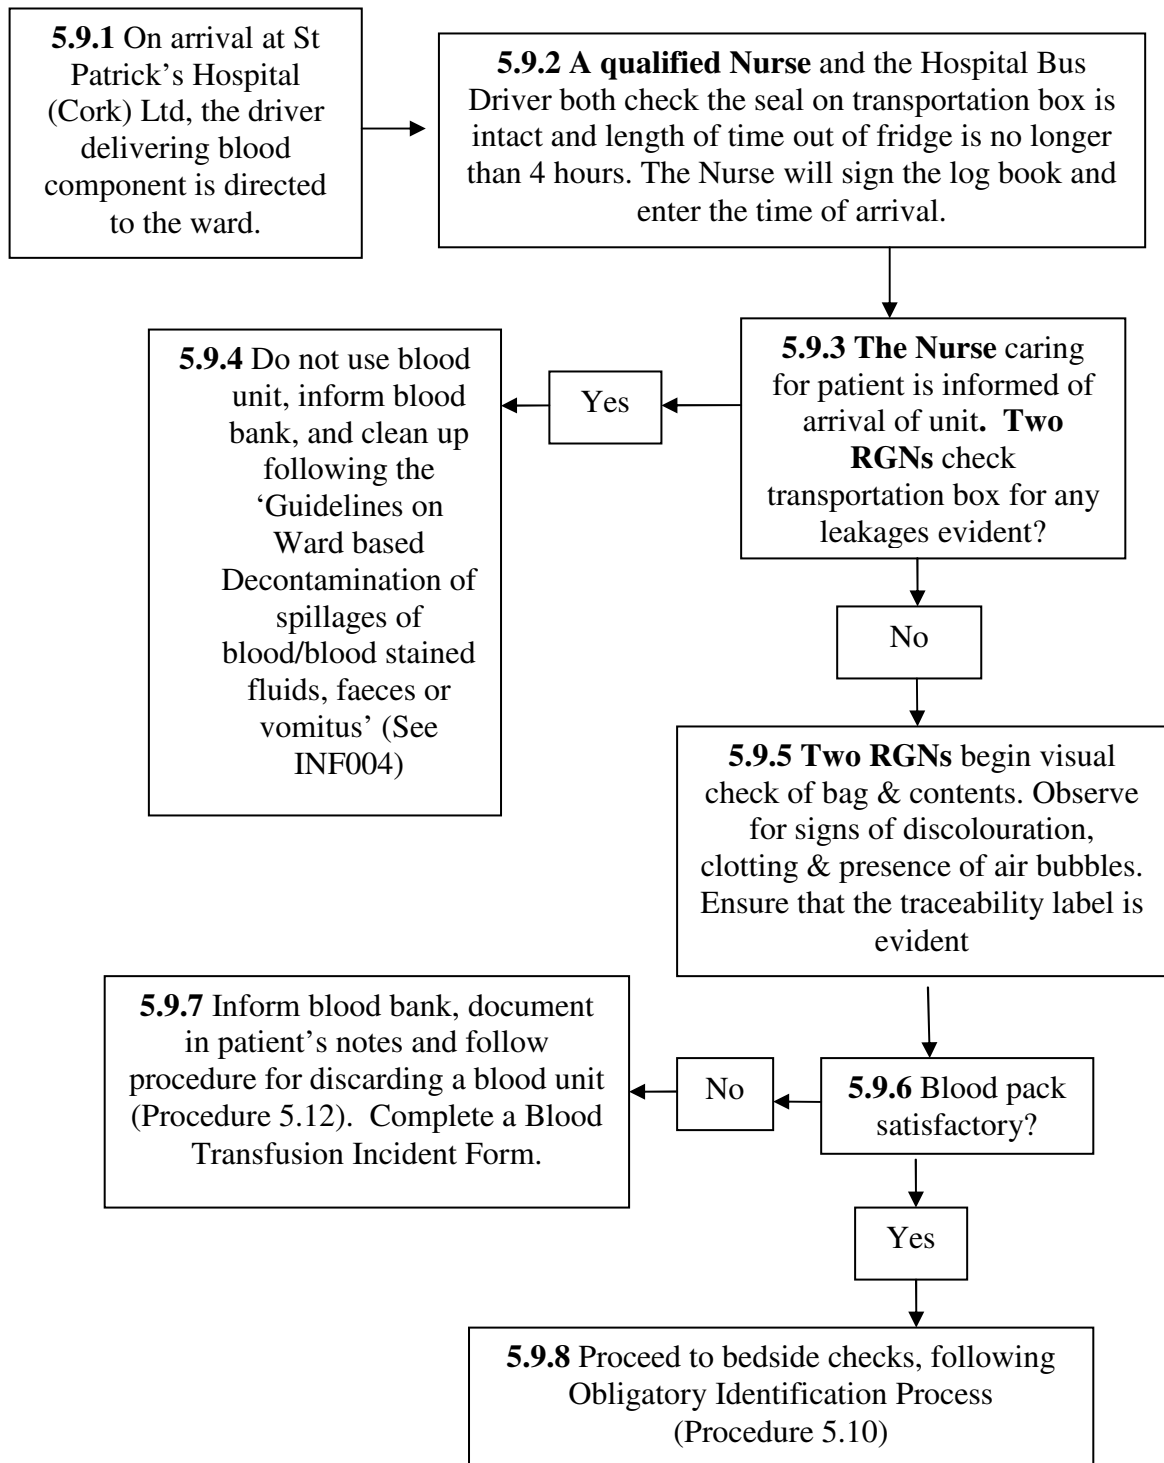 5.9.1 On arrival at St
Patrick’s Hospital
(Cork) Ltd, the driver
delivering blood
component is directed
to the ward.
5.9.2 A qualified Nurse and the Hospital Bus
Driver both check the seal on transportation box is
intact and length of time out of fridge is no longer
than 4 hours. The Nurse will sign the log book and
enter the time of arrival.
5.9.3 The Nurse caring
for patient is informed of
arrival of unit. Two
RGNs check
transportation box for any
leakages evident?
Yes
5.9.4 Do not use blood
unit, inform blood
bank, and clean up
following the
‘Guidelines on
Ward based
Decontamination of
spillages of
blood/blood stained
fluids, faeces or
vomitus’ (See
INF004)
No
5.9.5 Two RGNs begin visual
check of bag & contents. Observe
for signs of discolouration,
clotting & presence of air bubbles.
Ensure that the traceability label is
evident
5.9.6 Blood pack
satisfactory?
No
5.9.7 Inform blood bank, document
in patient’s notes and follow
procedure for discarding a blood unit
(Procedure 5.12). Complete a Blood
Transfusion Incident Form.
Yes
5.9.8 Proceed to bedside checks, following
Obligatory Identification Process
(Procedure 5.10)